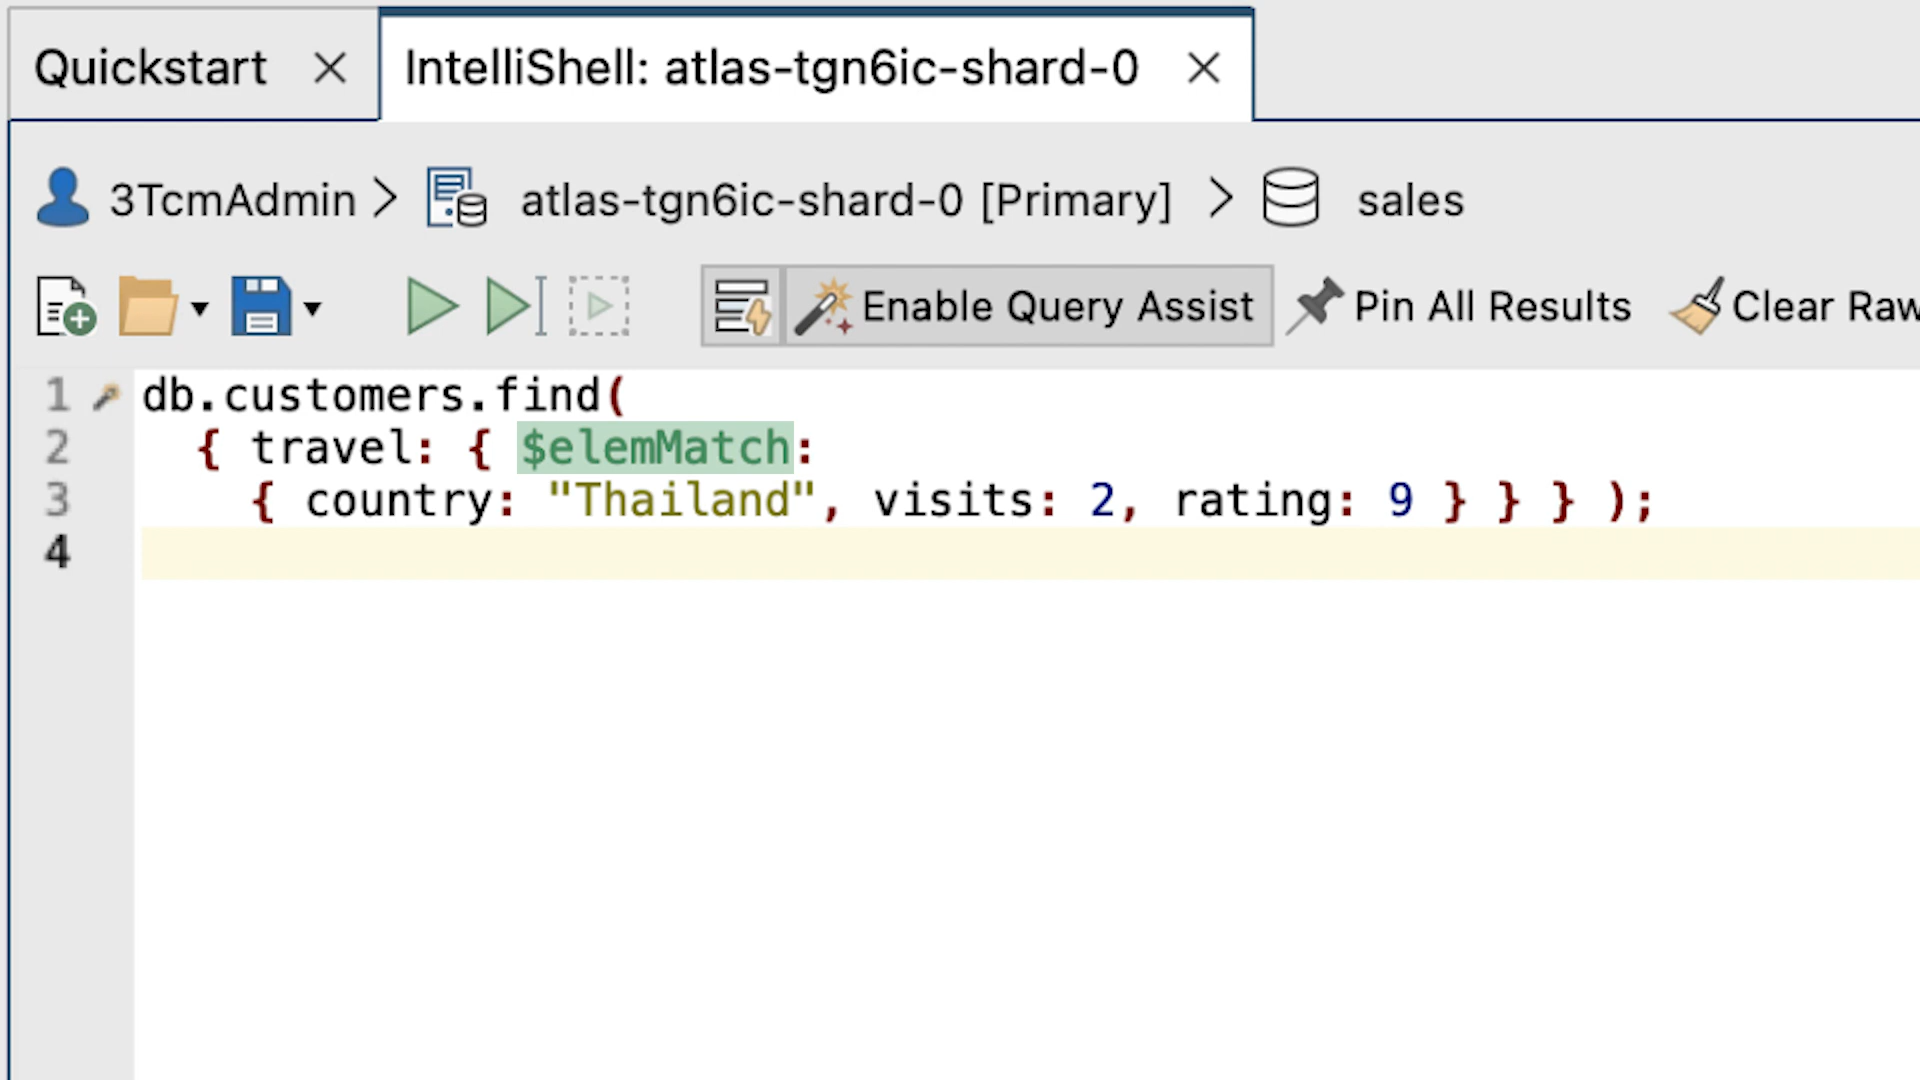 Quickstart
IntelliShell: atlas-tgn6ic-shard-0
3TcmAdmin atlas-tgn6ic-shard-0 [Primary] sales
Enable Query Assist Pin All Results Clear Raw
1 db.customers.find(
2 { travel: { $elemMatch:
3 { country: "Thailand", visits: 2, rating: 9 } } } );
4